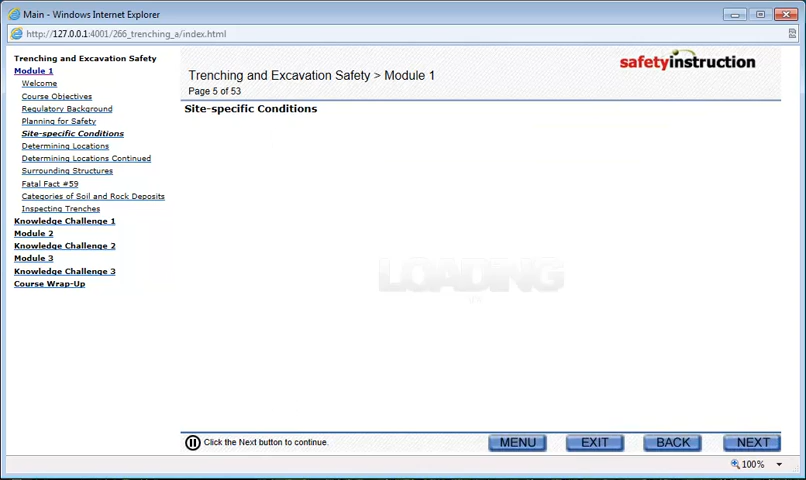 Main - Windows Internet Explorer
http://127.0.0.1:4001/266_trenching_a/index.html
Trenching and Excavation Safety
Module 1
Welcome
Course Objectives
Regulatory Background
Planning for Safety
Site-specific Conditions
Determining Locations
Determining Locations Continued
Surrounding Structures
Fatal Fact #59
Categories of Soil and Rock Deposits
Inspecting Trenches
Knowledge Challenge 1
Module 2
Knowledge Challenge 2
Module 3
Knowledge Challenge 3
Course Wrap-Up
Trenching and Excavation Safety > Module 1
Page 5 of 53
safetyinstruction
Site-specific Conditions
LOADING
Click the Next button to continue.
MENU
EXIT
BACK
NEXT
100%